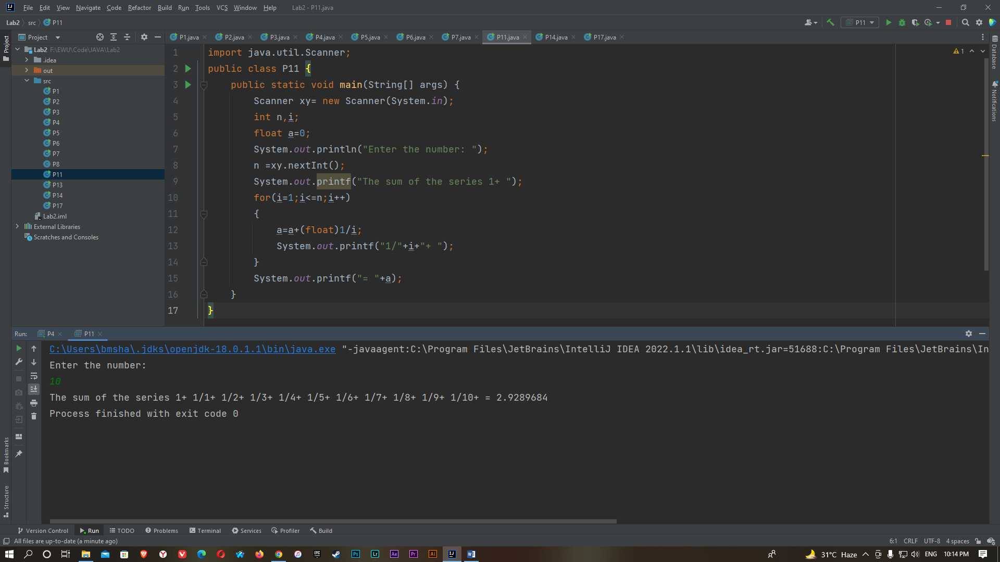 File Edit View Navigate Code Refactor Build Run Tools VCS Window Help Lab2 - P11.java
Lab2 src P11
P11
Project
P1.java P2.java P3.java P4.java P5.java P6.java P7.java P11.java P14.java P17.java
Project
Lab2 F:\EWU\Code\JAVA\Lab2
.idea
out
src
P1
P2
P3
P4
P5
P6
P7
P8
P11
P13
P14
P17
Lab2.iml
External Libraries
Scratches and Consoles
1 import java.util.Scanner;
2 public class P11 {
3 public static void main(String[] args) {
4 Scanner xy= new Scanner(System.in);
5 int n,i;
6 float a=0;
7 System.out.println("Enter the number: ");
8 n =xy.nextInt();
9 System.out.printf("The sum of the series 1+ ");
10 for(i=1;i<=n;i++)
11 {
12 a=a+(float)1/i;
13 System.out.printf("1/"+i+"+ ");
14 }
15 System.out.printf("= "+a);
16 }
17 }
1
Database
Notifications
Run: P4 P11
C:\Users\bmsha\.jdks\openjdk-18.0.1.1\bin\java.exe "-javaagent:C:\Program Files\JetBrains\IntelliJ IDEA 2022.1.1\lib\idea_rt.jar=51688:C:\Program Files\JetBrains\In
Enter the number:
10
The sum of the series 1+ 1/1+ 1/2+ 1/3+ 1/4+ 1/5+ 1/6+ 1/7+ 1/8+ 1/9+ 1/10+ = 2.9289684
Process finished with exit code 0
Bookmarks
Structure
Version Control Run TODO Problems Terminal Services Profiler Build
All files are up-to-date (a minute ago)
6:1 CRLF UTF-8 4 spaces
Ps Lr Ae Pr Ai
31°C Haze ENG 10:14 PM